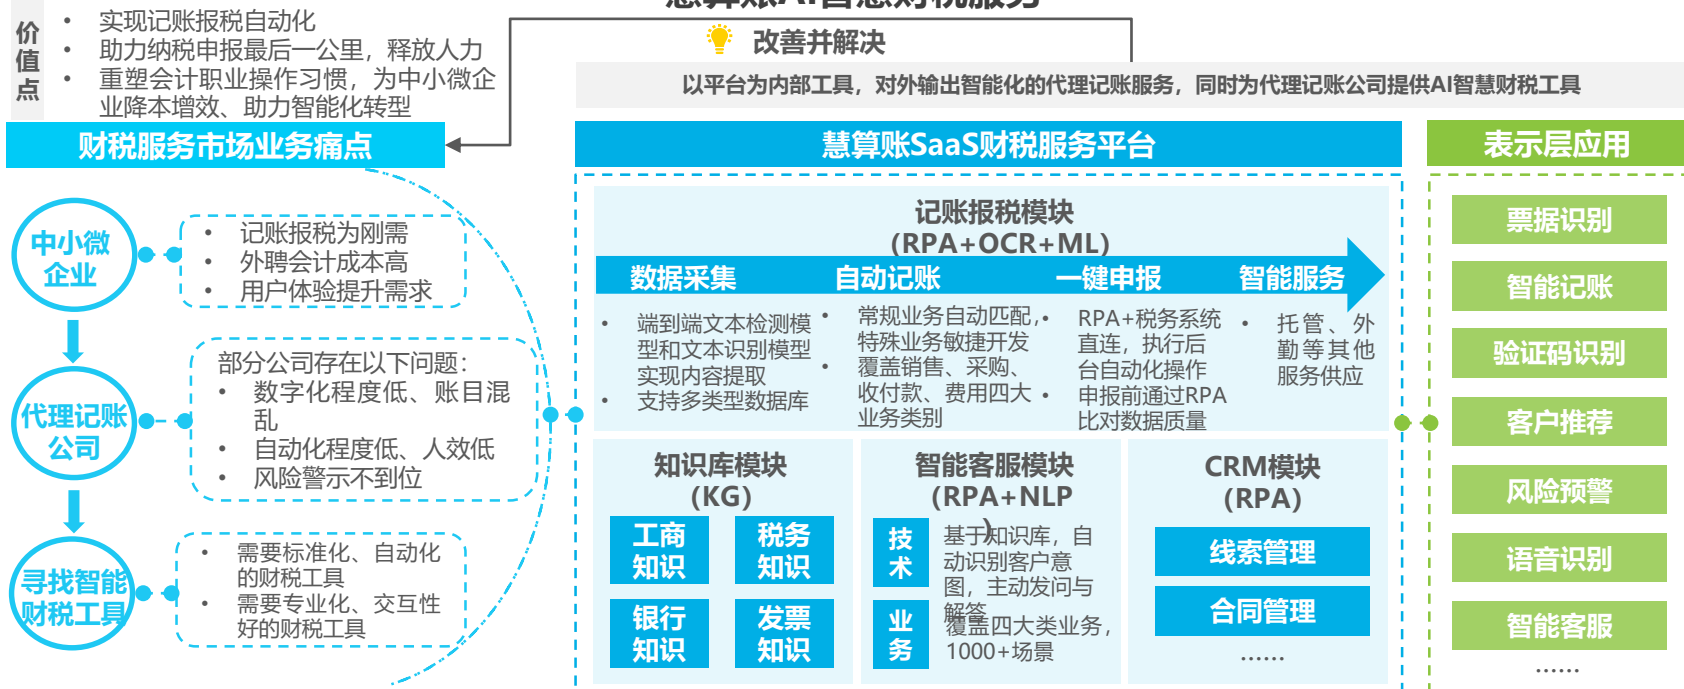 慧算账AI智慧财税服务
价值点
• 实现记账报税自动化
• 助力纳税申报最后一公里，释放人力
• 重塑会计职业操作习惯，为中小微企
业降本增效、助力智能化转型
改善并解决
以平台为内部工具，对外输出智能化的代理记账服务，同时为代理记账公司提供AI智慧财税工具
财税服务市场业务痛点
中小微
企业
• 记账报税为刚需
• 外聘会计成本高
• 用户体验提升需求
代理记账
公司
部分公司存在以下问题：
• 数字化程度低、账目混
乱
• 自动化程度低、人效低
• 风险警示不到位
寻找智能
财税工具
• 需要标准化、自动化
的财税工具
• 需要专业化、交互性
好的财税工具
慧算账SaaS财税服务平台
记账报税模块
(RPA+OCR+ML)
数据采集
自动记账
一键申报
智能服务
• 端到端文本检测模
型和文本识别模型
实现内容提取
• 支持多类型数据库
• 常规业务自动匹配，
特殊业务敏捷开发
• 覆盖销售、采购、
收付款、费用四大
业务类别
• RPA+税务系统
直连，执行后
台自动化操作
• 申报前通过RPA
比对数据质量
• 托管、外
勤等其他
服务供应
知识库模块
(KG)
工商
知识
税务
知识
银行
知识
发票
知识
智能客服模块
(RPA+NLP
)
技
术
基于知识库，自
动识别客户意
图，主动发问与
解答
业
务
覆盖四大类业务，
1000+场景
CRM模块
(RPA)
线索管理
合同管理
……
表示层应用
票据识别
智能记账
验证码识别
客户推荐
风险预警
语音识别
智能客服
……